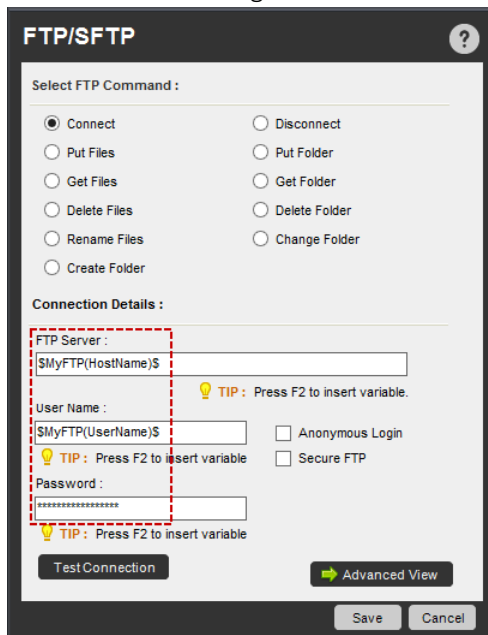 FTP/SFTP ?
Select FTP Command :
Connect Disconnect
Put Files Put Folder
Get Files Get Folder
Delete Files Delete Folder
Rename Files Change Folder
Create Folder
Connection Details :
FTP Server :
$MyFTP(HostName)$
TIP : Press F2 to insert variable.
User Name :
$MyFTP(UserName)$ Anonymous Login
TIP : Press F2 to insert variable Secure FTP
Password :
*****************
TIP : Press F2 to insert variable
Test Connection Advanced View
Save Cancel